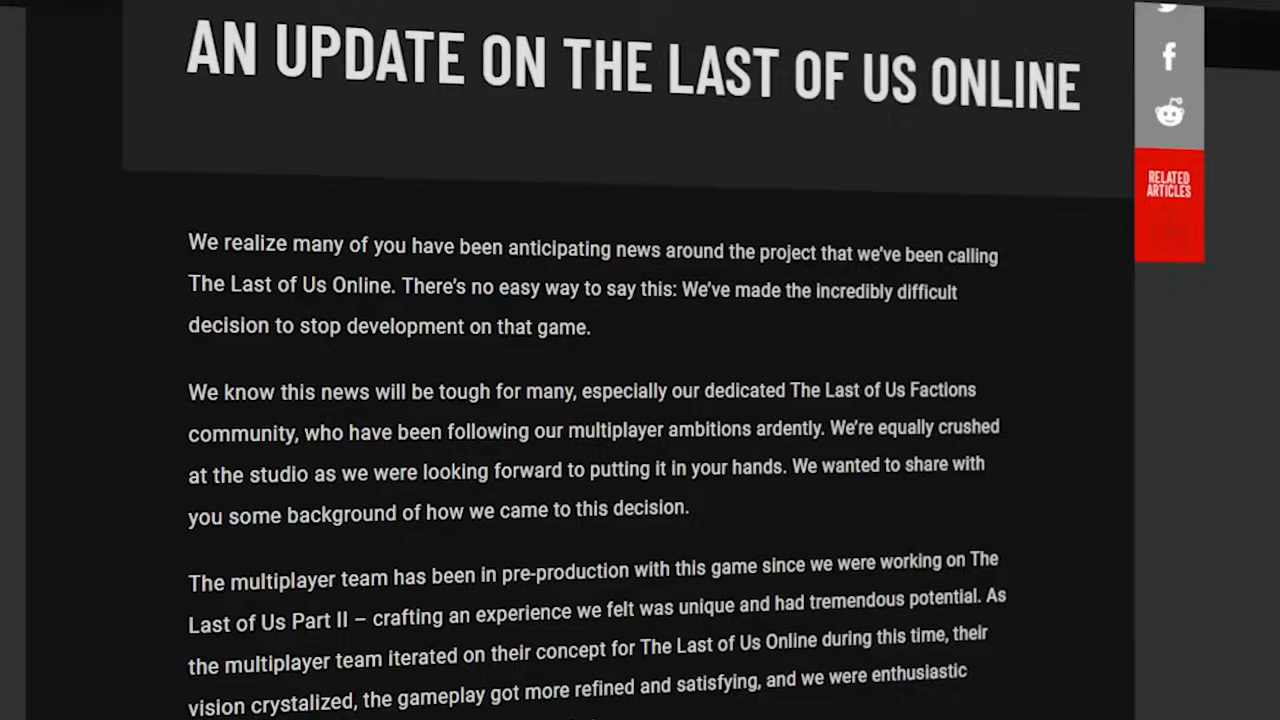 AN UPDATE ON THE LAST OF US ONLINE
RELATED
ARTICLES
We realize many of you have been anticipating news around the project that we've been calling
The Last of Us Online. There's no easy way to say this: We've made the incredibly difficult
decision to stop development on that game.
We know this news will be tough for many, especially our dedicated The Last of Us Factions
community, who have been following our multiplayer ambitions ardently. We're equally crushed
at the studio as we were looking forward to putting it in your hands. We wanted to share with
you some background of how we came to this decision.
The multiplayer team has been in pre-production with this game since we were working on The
Last of Us Part II – crafting an experience we felt was unique and had tremendous potential. As
the multiplayer team iterated on their concept for The Last of Us Online during this time, their
vision crystalized, the gameplay got more refined and satisfying, and we were enthusiastic